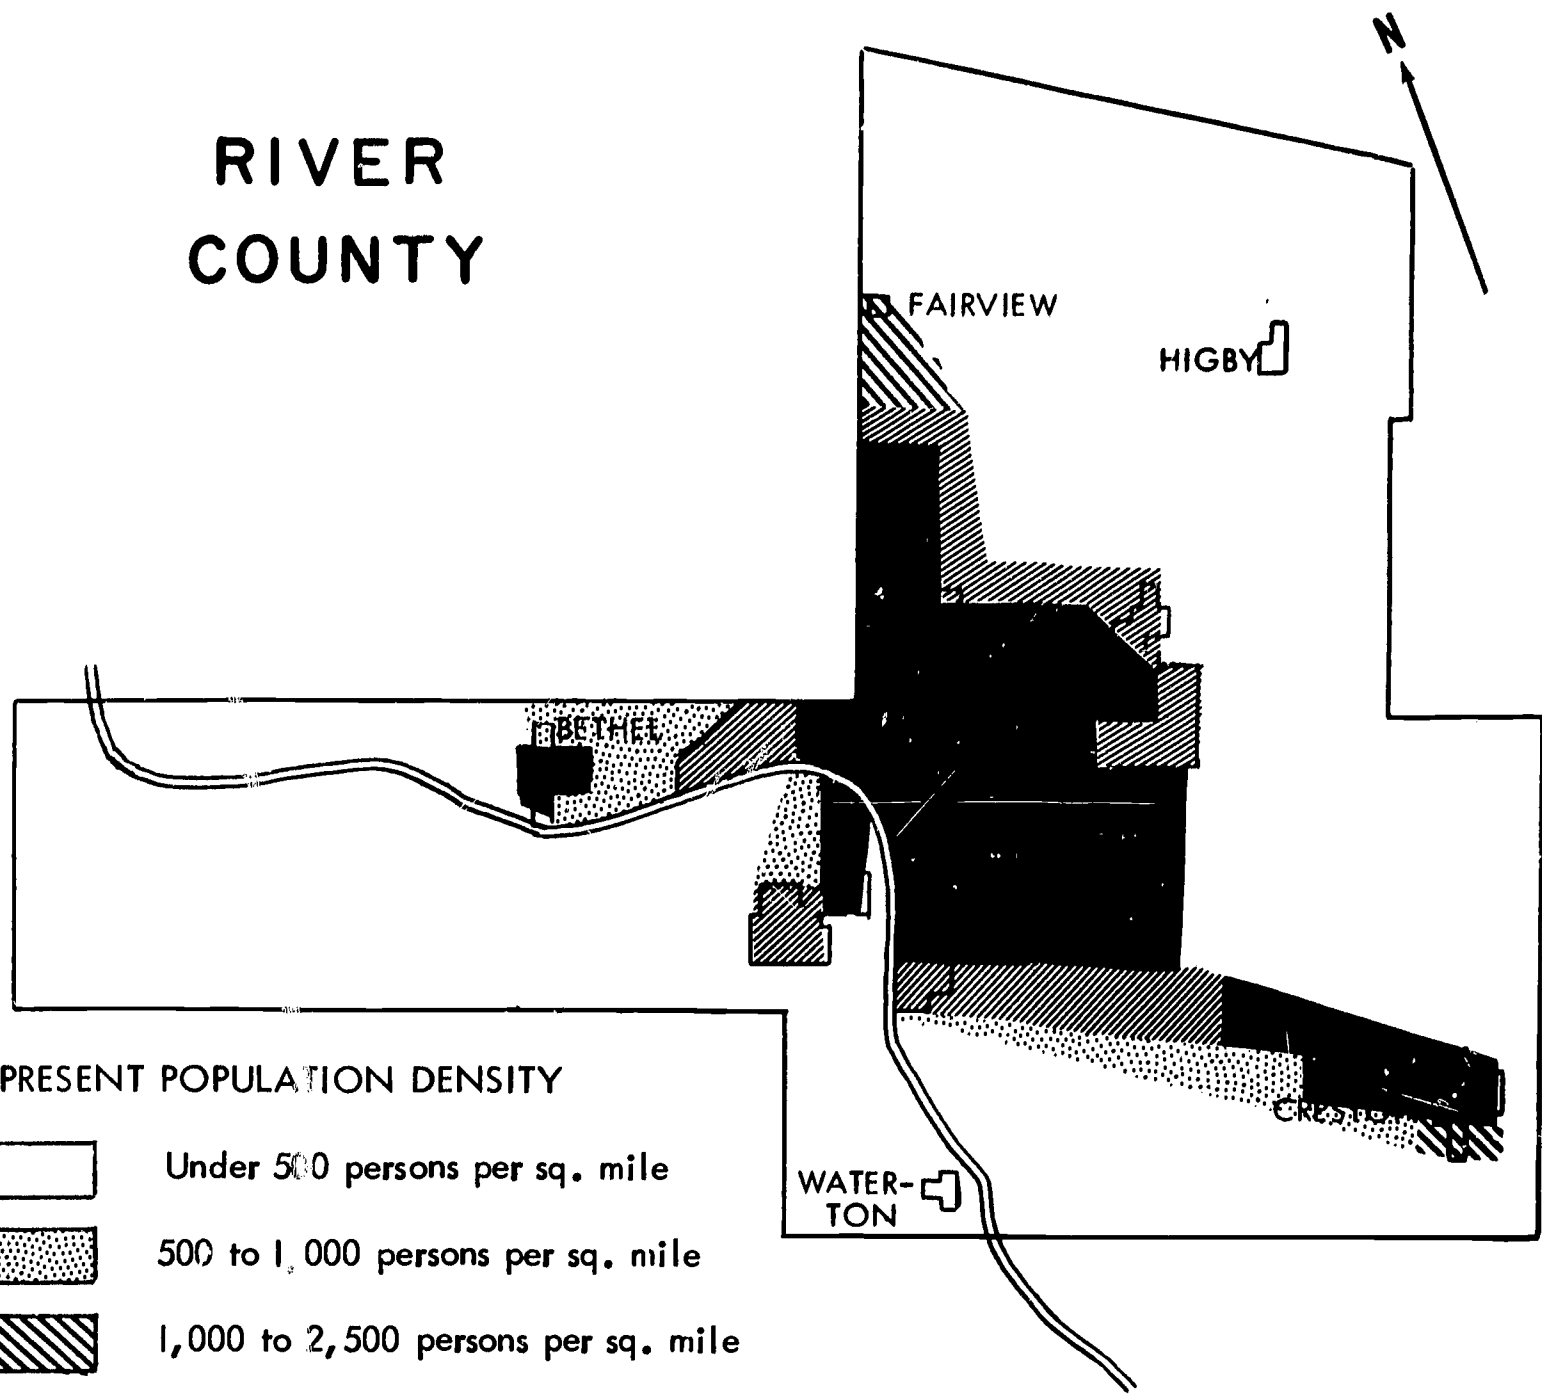 N
RIVER
COUNTY
FAIRVIEW
HIGBY
BETHEL
PRESENT POPULATION DENSITY
Under 500 persons per sq. mile
WATER-
TON
500 to 1,000 persons per sq. mile
1,000 to 2,500 persons per sq. mile